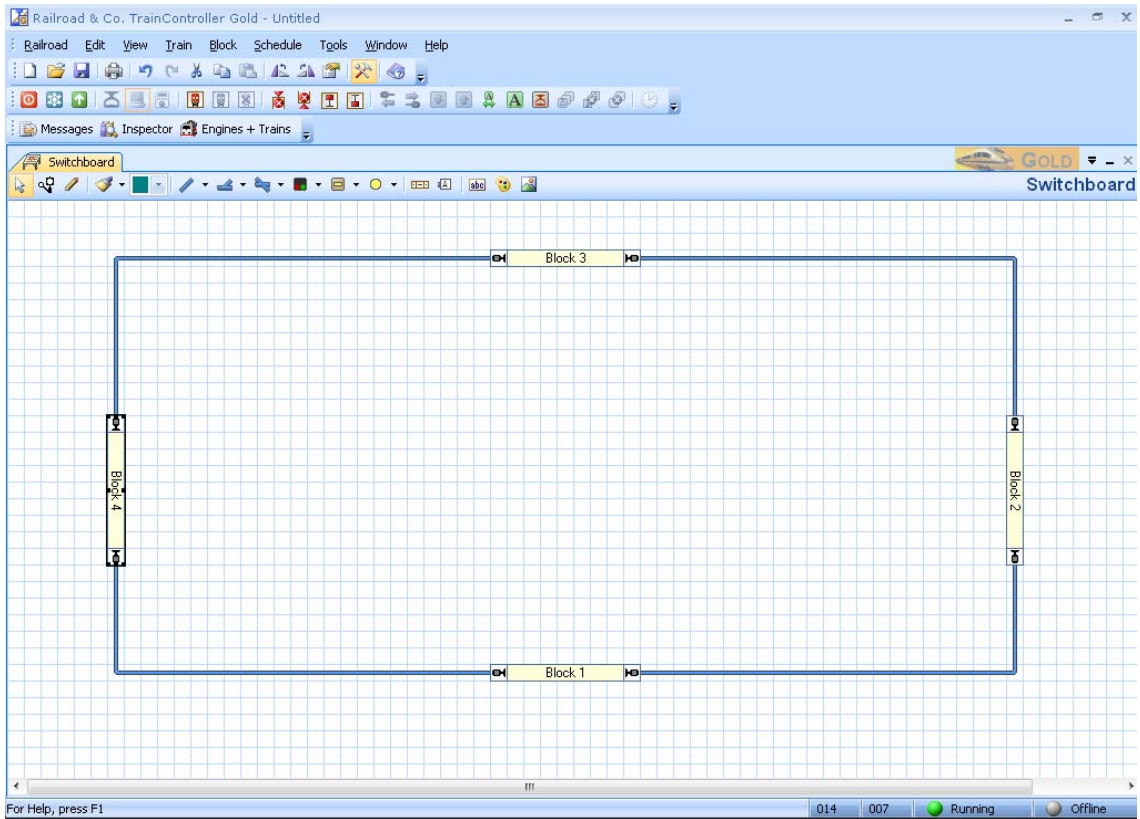 Railroad & Co. TrainController Gold - Untitled
Railroad Edit View Train Block Schedule Tools Window Help
A
Messages Inspector Engines + Trains
Switchboard
GOLD
abc
Switchboard
Block 3
Block 4
Block 2
Block 1
For Help, press F1
014 007 Running Offline